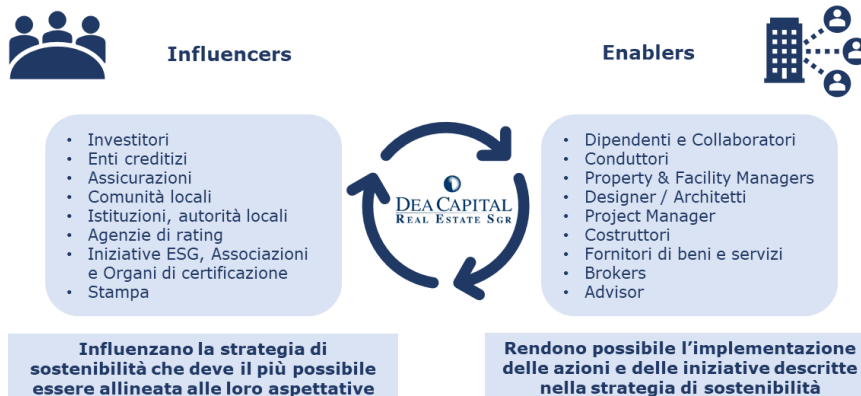 Influencers
• Investitori
• Enti creditizi
• Assicurazioni
• Comunità locali
• Istituzioni, autorità locali
• Agenzie di rating
• Iniziative ESG, Associazioni
e Organi di certificazione
• Stampa
Influenzano la strategia di
sostenibilità che deve il più possibile
essere allineata alle loro aspettative
DEA CAPITAL
REAL ESTATE SGR
Enablers
• Dipendenti e Collaboratori
• Conduttori
• Property & Facility Managers
• Designer / Architetti
• Project Manager
• Costruttori
• Fornitori di beni e servizi
• Brokers
• Advisor
Rendono possibile l'implementazione
delle azioni e delle iniziative descritte
nella strategia di sostenibilità